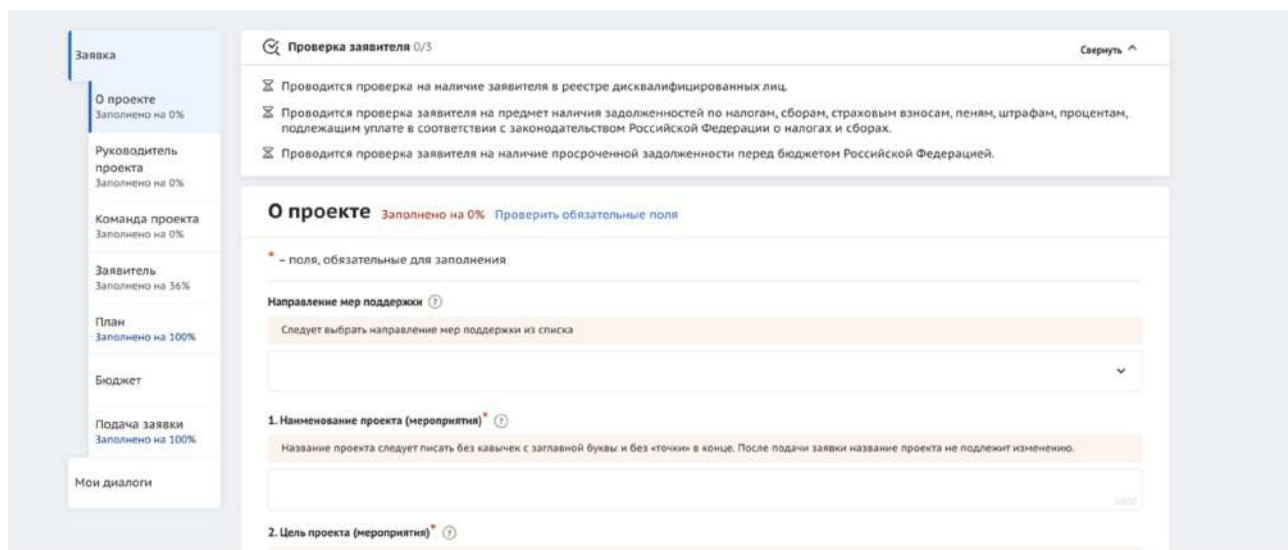 Заявка
О проекте
Заполнено на 0%
Руководитель
проекта
Заполнено на 0%
Команда проекта
Заполнено на 0%
Заявитель
Заполнено на 36%
План
Заполнено на 100%
Бюджет
Подача заявки
Заполнено на 100%
Мои диалоги
Проверка заявителя 0/3
Свернуть
Проводится проверка на наличие заявителя в реестре дисквалифицированных лиц.
Проводится проверка заявителя на предмет наличия задолженностей по налогам, сборам, страховым взносам, пеням, штрафам, процентам,
подлежащим уплате в соответствии с законодательством Российской Федерации о налогах и сборах.
Проводится проверка заявителя на наличие просроченной задолженности перед бюджетом Российской Федерацией.
О проекте Заполнено на 0% Проверить обязательные поля
* – поля, обязательные для заполнения
Направление мер поддержки ?
Следует выбрать направление мер поддержки из списка
1. Наименование проекта (мероприятия)* ?
Название проекта следует писать без кавычек с заглавной буквы и без «точки» в конце. После подачи заявки название проекта не подлежит изменению.
2. Цель проекта (мероприятия)* ?